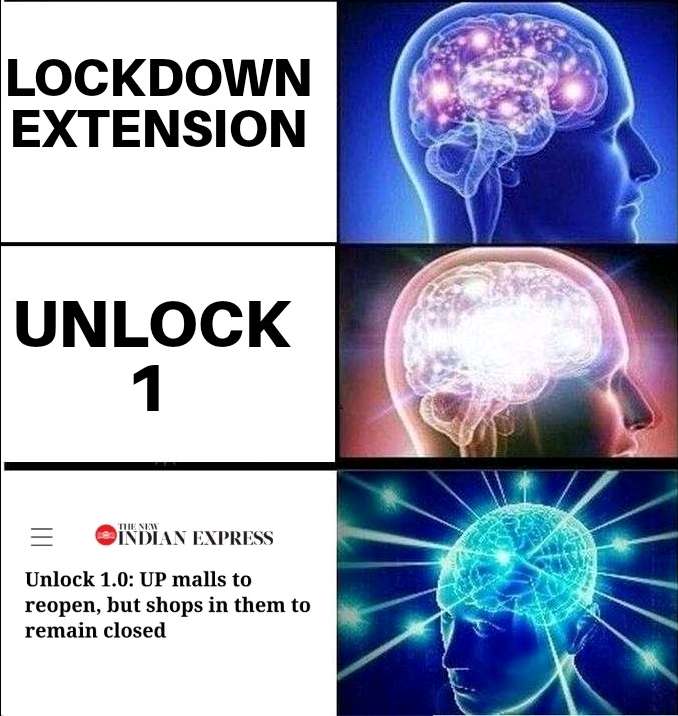 LOCKDOWN
EXTENSION
UNLOCK
1
THE NEW
INDIAN EXPRESS
Unlock 1.0: UP malls to
reopen, but shops in them to
remain closed